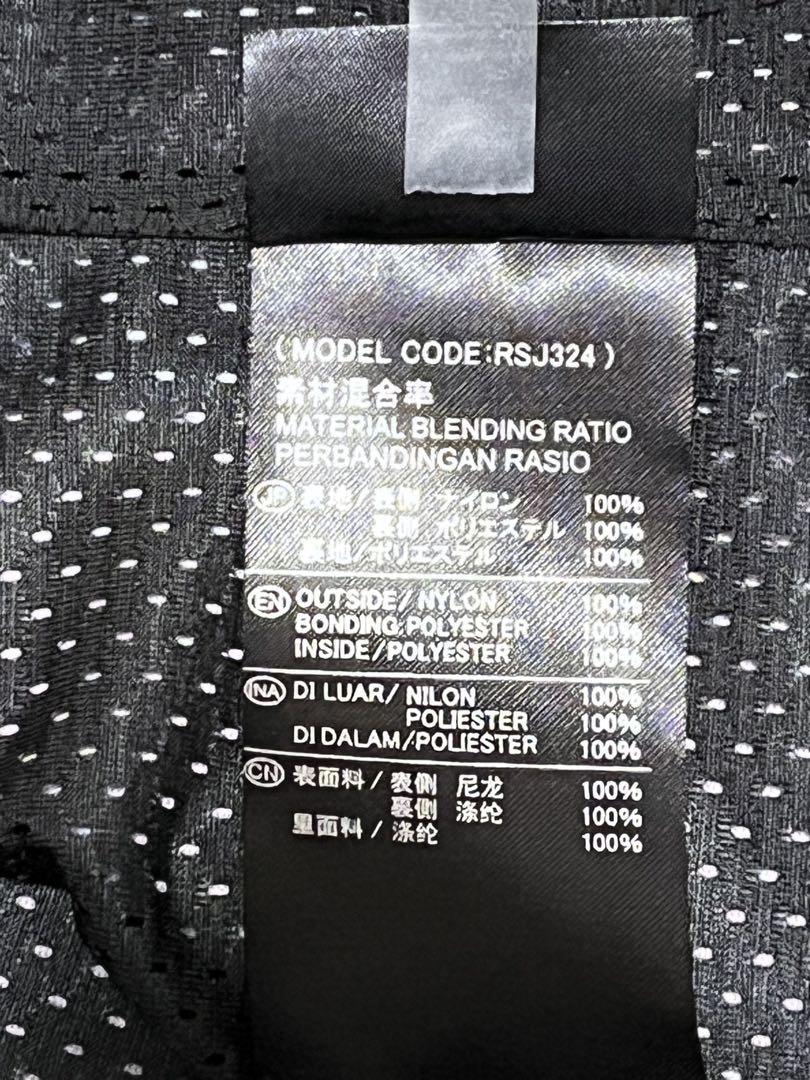 (MODEL CODE:RSJ324)
素材混合率
MATERIAL BLENDING RATIO
PERBANDINGAN RASIO
JP 表地/表側 ナイロン 100%
裏側 ポリエステル 100%
裏地/ポリエステル 100%
EN OUTSIDE/NYLON 100%
BONDING:POLYESTER 100%
INSIDE/POLYESTER 100%
INA DI LUAR/ NILON 100%
POLIESTER 100%
DI DALAM/POLIESTER 100%
CN 表面料/表侧 尼龙 100%
裏侧 涤纶 100%
里面料/涤纶 100%